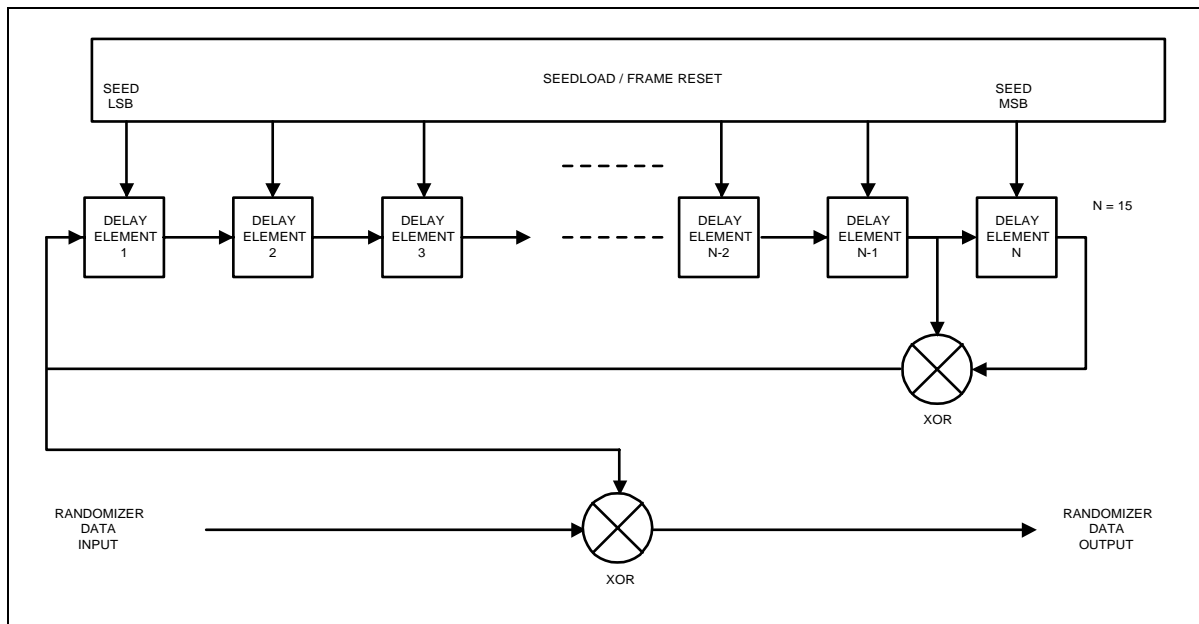 SEEDLOAD / FRAME RESET
SEED
LSB
SEED
MSB
DELAY
ELEMENT
1
DELAY
ELEMENT
2
DELAY
ELEMENT
3
DELAY
ELEMENT
N-2
DELAY
ELEMENT
N-1
DELAY
ELEMENT
N
N = 15
XOR
RANDOMIZER
DATA
INPUT
XOR
RANDOMIZER
DATA
OUTPUT